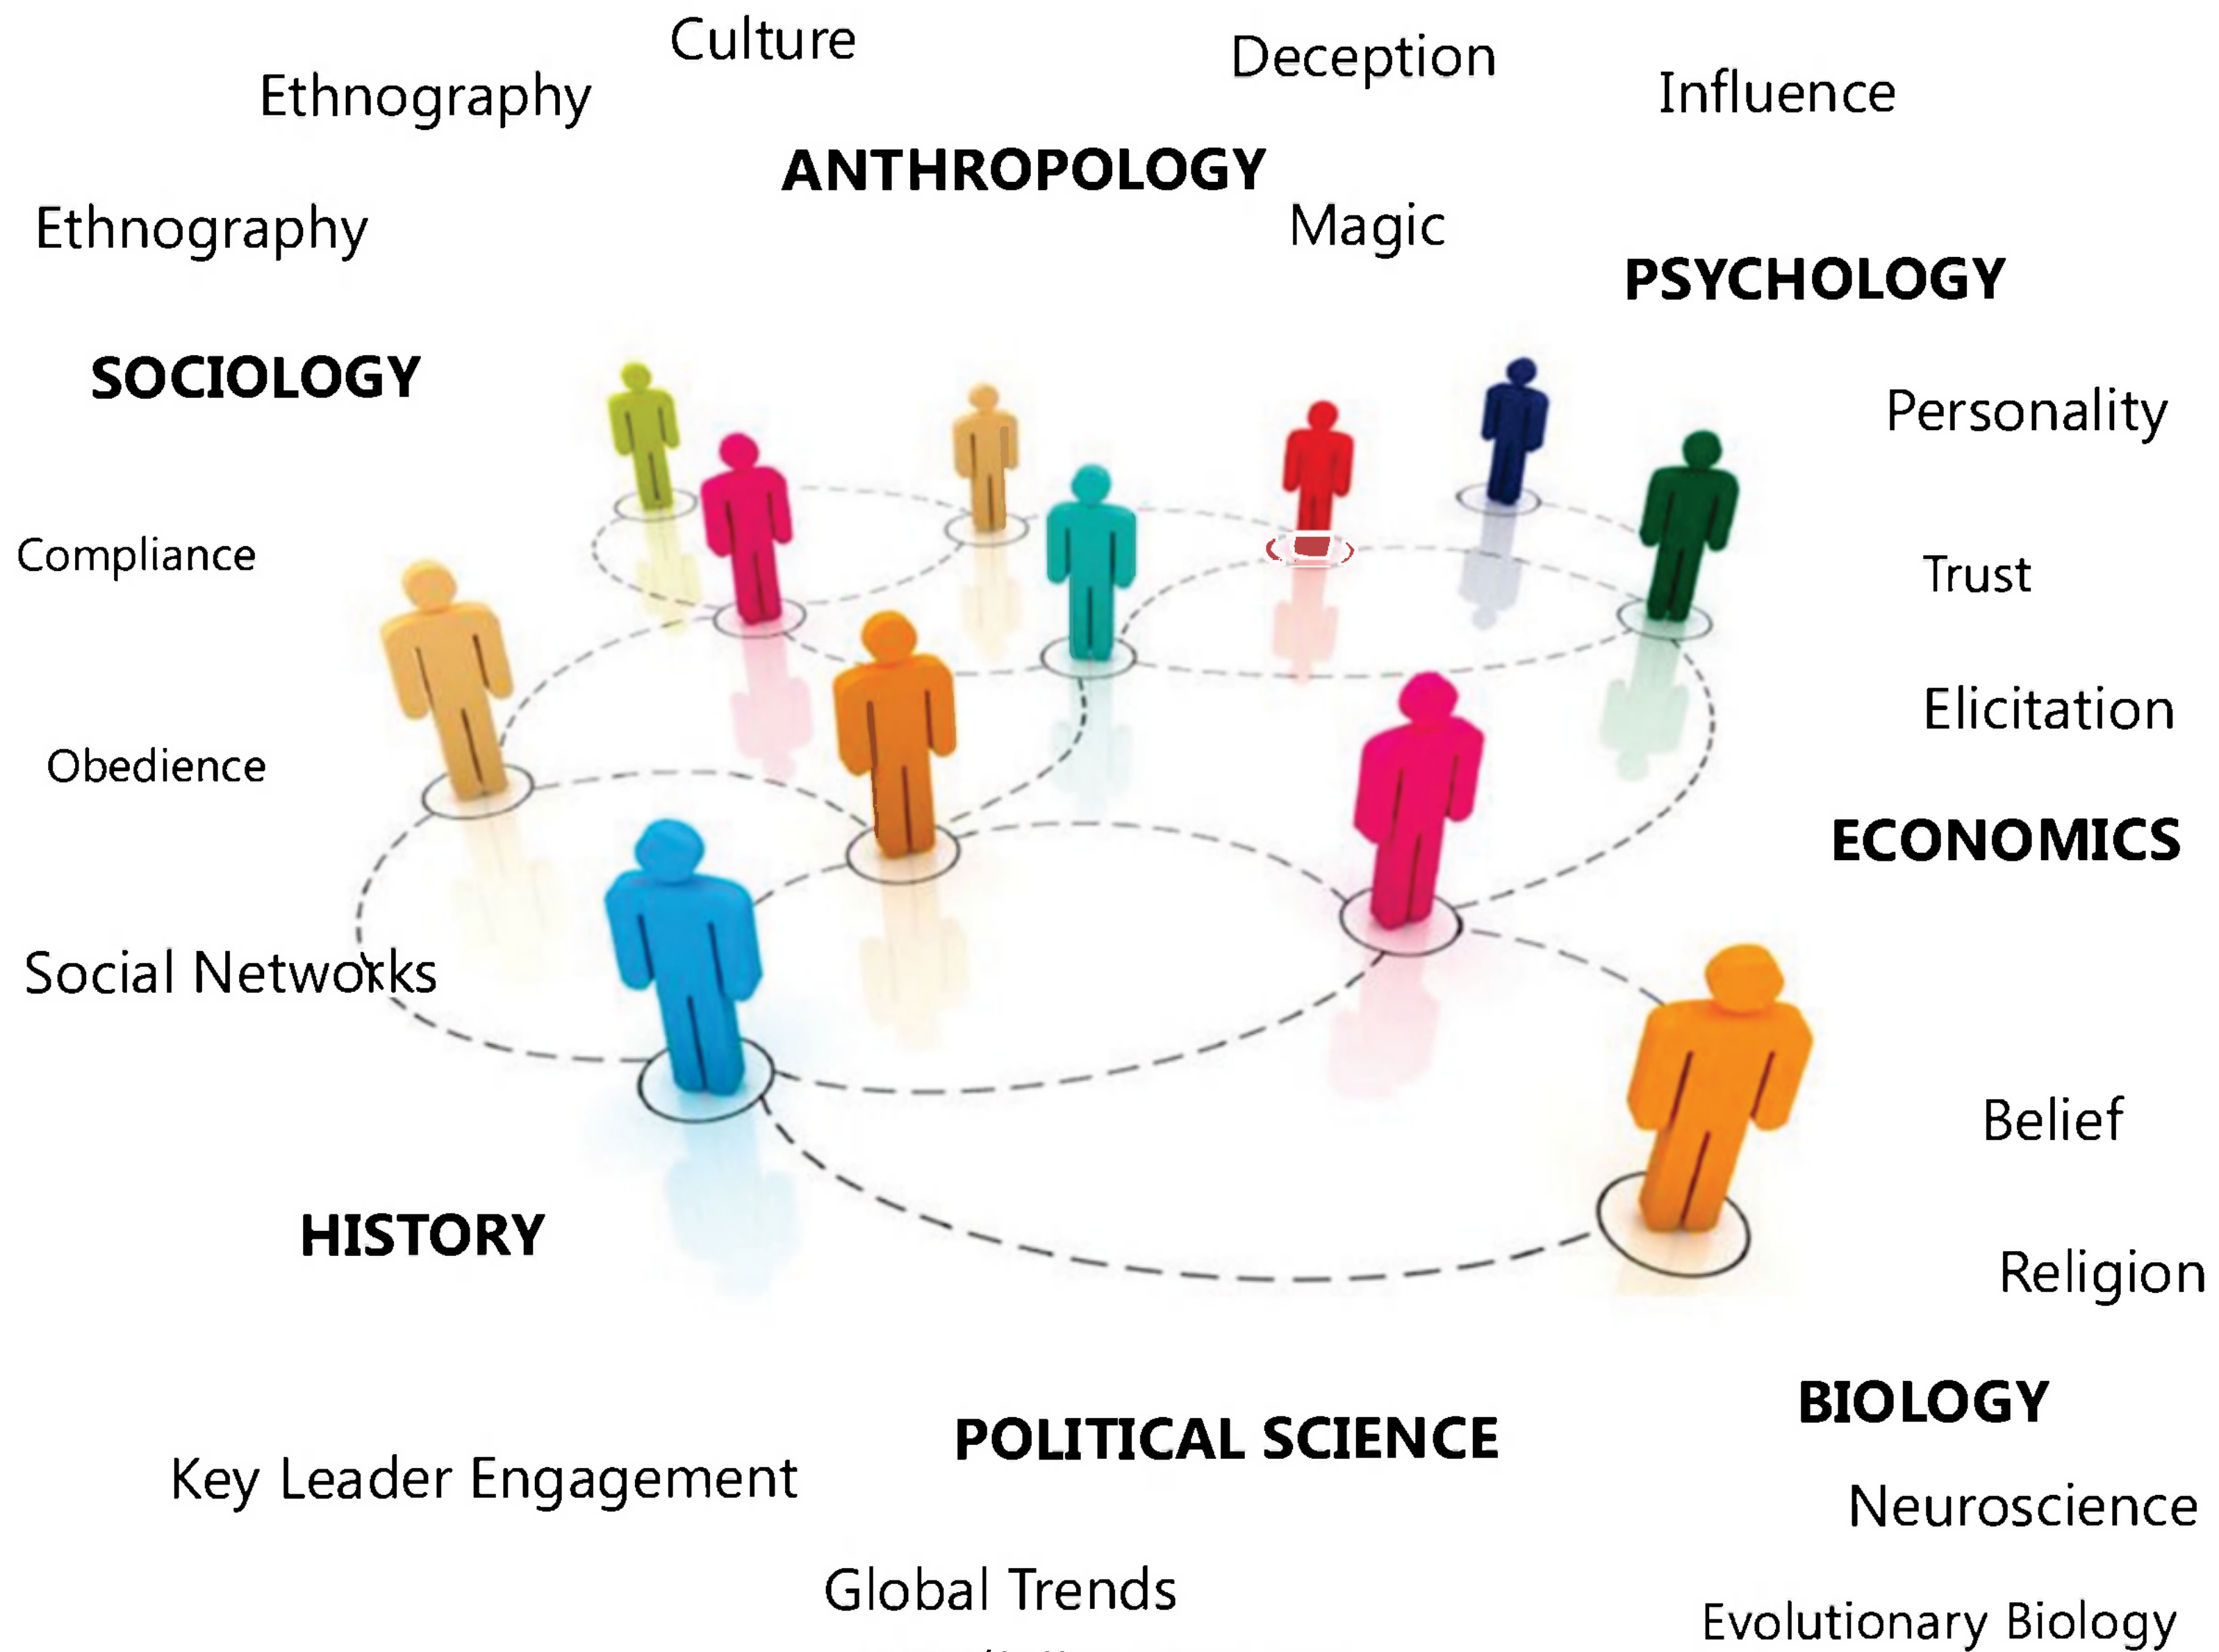 Culture
Deception
Influence
Ethnography
ANTHROPOLOGY
Ethnography
Magic
PSYCHOLOGY
SOCIOLOGY
Personality
Compliance
Trust
Elicitation
Obedience
ECONOMICS
Social Networks
Belief
HISTORY
Religion
BIOLOGY
POLITICAL SCIENCE
Key Leader Engagement
Neuroscience
Global Trends
Evolutionary Biology